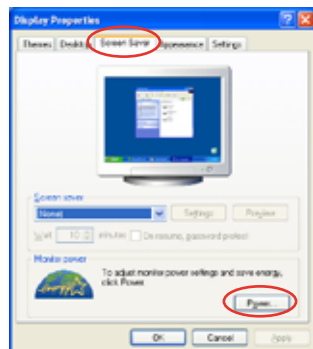 Display Properties
Themes Desktop Screen Saver Appearance Settings
Screen saver
(None) Settings Preview
Wait 10 minutes On resume, password protect
Monitor power
To adjust monitor power settings and save energy,
click Power.
Power...
OK Cancel Apply